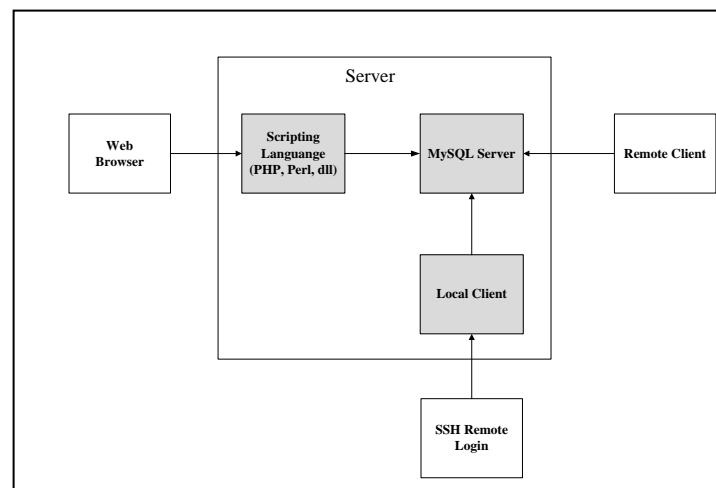 Server
Web
Browser
Scripting
Languange
(PHP, Perl, dll)
MySQL Server
Remote Client
Local Client
SSH Remote
Login